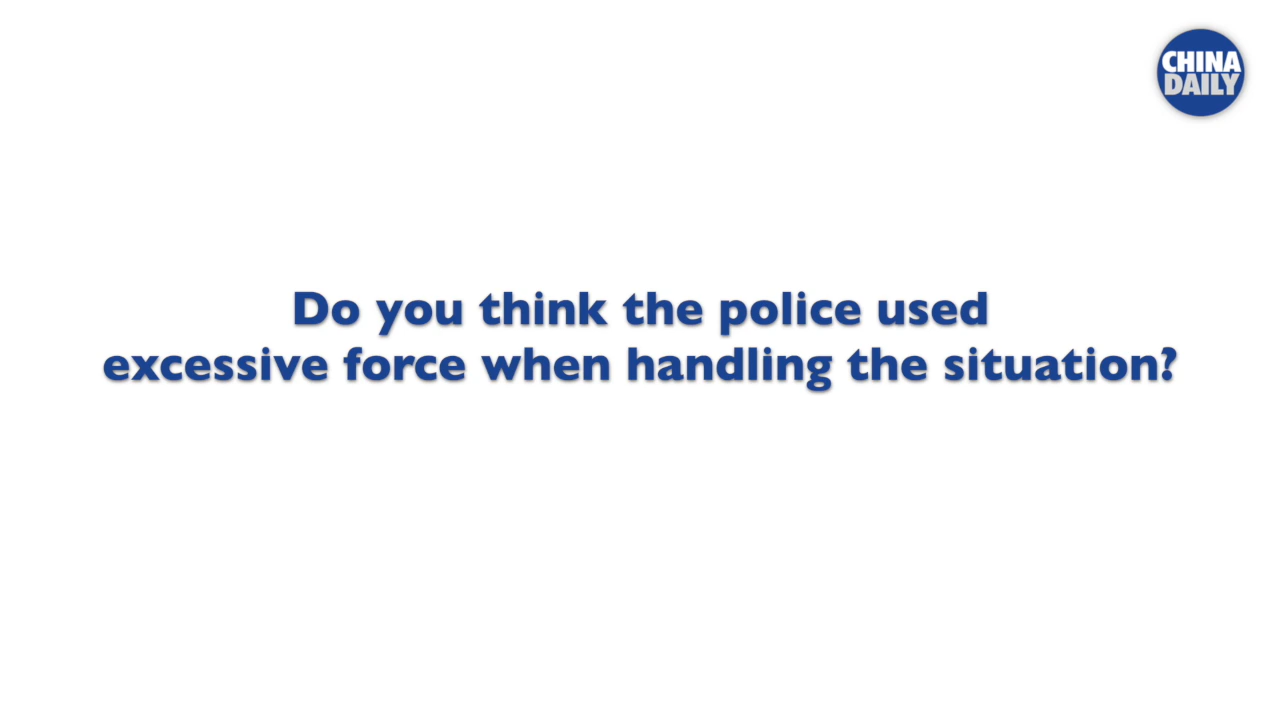 CHINA
DAILY
Do you think the police used
excessive force when handling the situation?